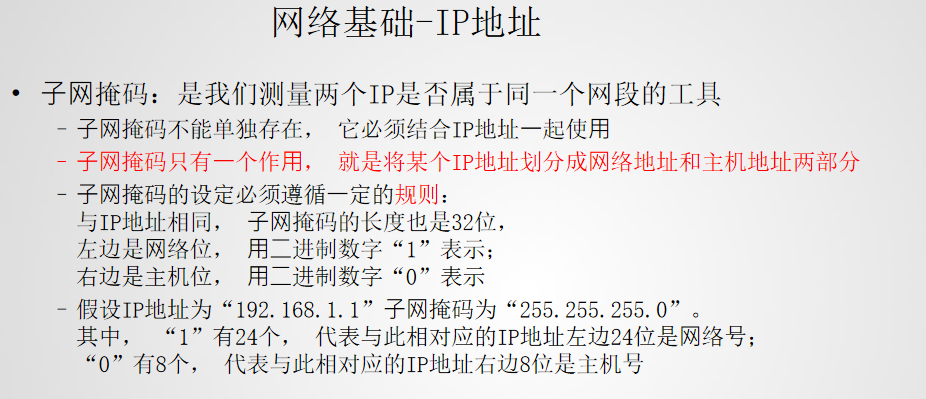 网络基础-IP地址
• 子网掩码：是我们测量两个IP是否属于同一个网段的工具
– 子网掩码不能单独存在， 它必须结合IP地址一起使用
– 子网掩码只有一个作用， 就是将某个IP地址划分成网络地址和主机地址两部分
– 子网掩码的设定必须遵循一定的规则：
与IP地址相同， 子网掩码的长度也是32位，
左边是网络位， 用二进制数字“1”表示；
右边是主机位， 用二进制数字“0”表示
– 假设IP地址为“192.168.1.1”子网掩码为“255.255.255.0”。
其中， “1”有24个， 代表与此相对应的IP地址左边24位是网络号；
“0”有8个， 代表与此相对应的IP地址右边8位是主机号